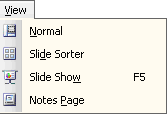 View
Normal
Slide Sorter
Slide Show F5
Notes Page